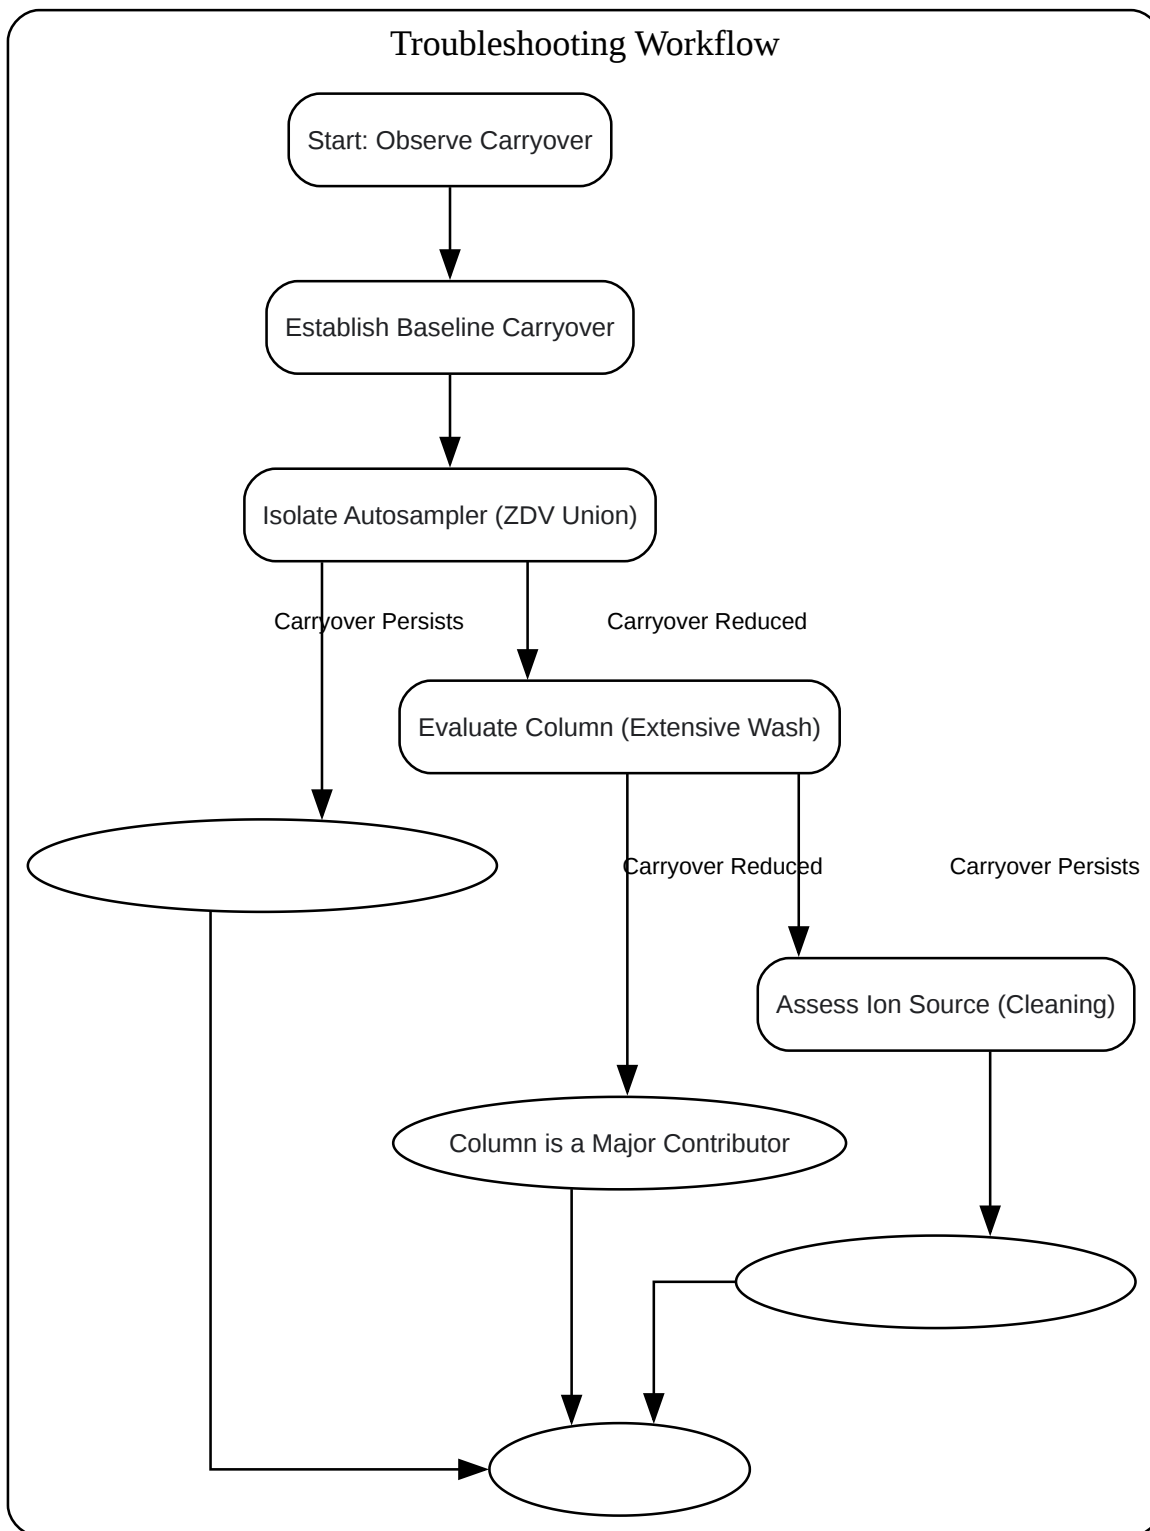 Troubleshooting Workflow
Start: Observe Carryover
Establish Baseline Carryover
Isolate Autosampler (ZDV Union)
Carryover Persists
Carryover Reduced
Evaluate Column (Extensive Wash)
Carryover Reduced
Carryover Persists
Assess Ion Source (Cleaning)
Column is a Major Contributor